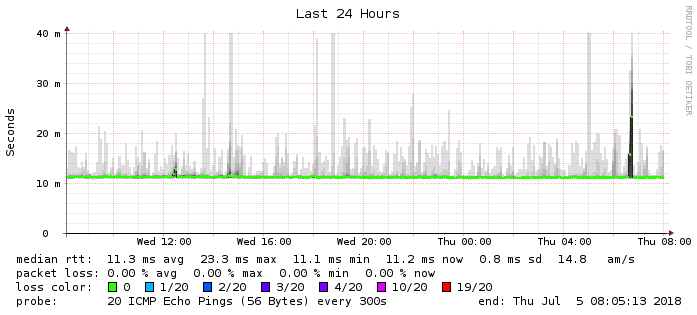 Last 24 Hours
RRDTOOL / TOBI OETIKER
Seconds
40 m
30 m
20 m
10 m
0
Wed 12:00 Wed 16:00 Wed 20:00 Thu 00:00 Thu 04:00 Thu 08:00
median rtt: 11.3 ms avg 23.3 ms max 11.1 ms min 11.2 ms now 0.8 ms sd 14.8 am/s
packet loss: 0.00 % avg 0.00 % max 0.00 % min 0.00 % now
loss color: 0 1/20 2/20 3/20 4/20 10/20 19/20
probe: 20 ICMP Echo Pings (56 Bytes) every 300s end: Thu Jul 5 08:05:13 2018